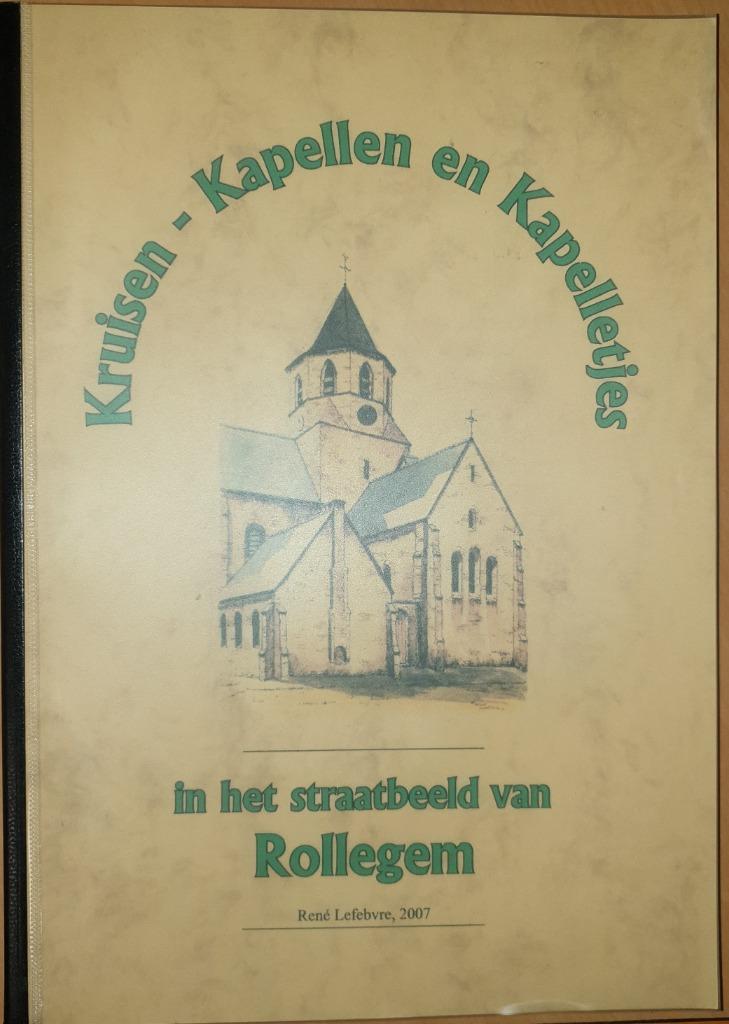 Kruisen - Kapellen en Kapelletjes
in het straatbeeld van
Rollegem
René Lefebvre, 2007